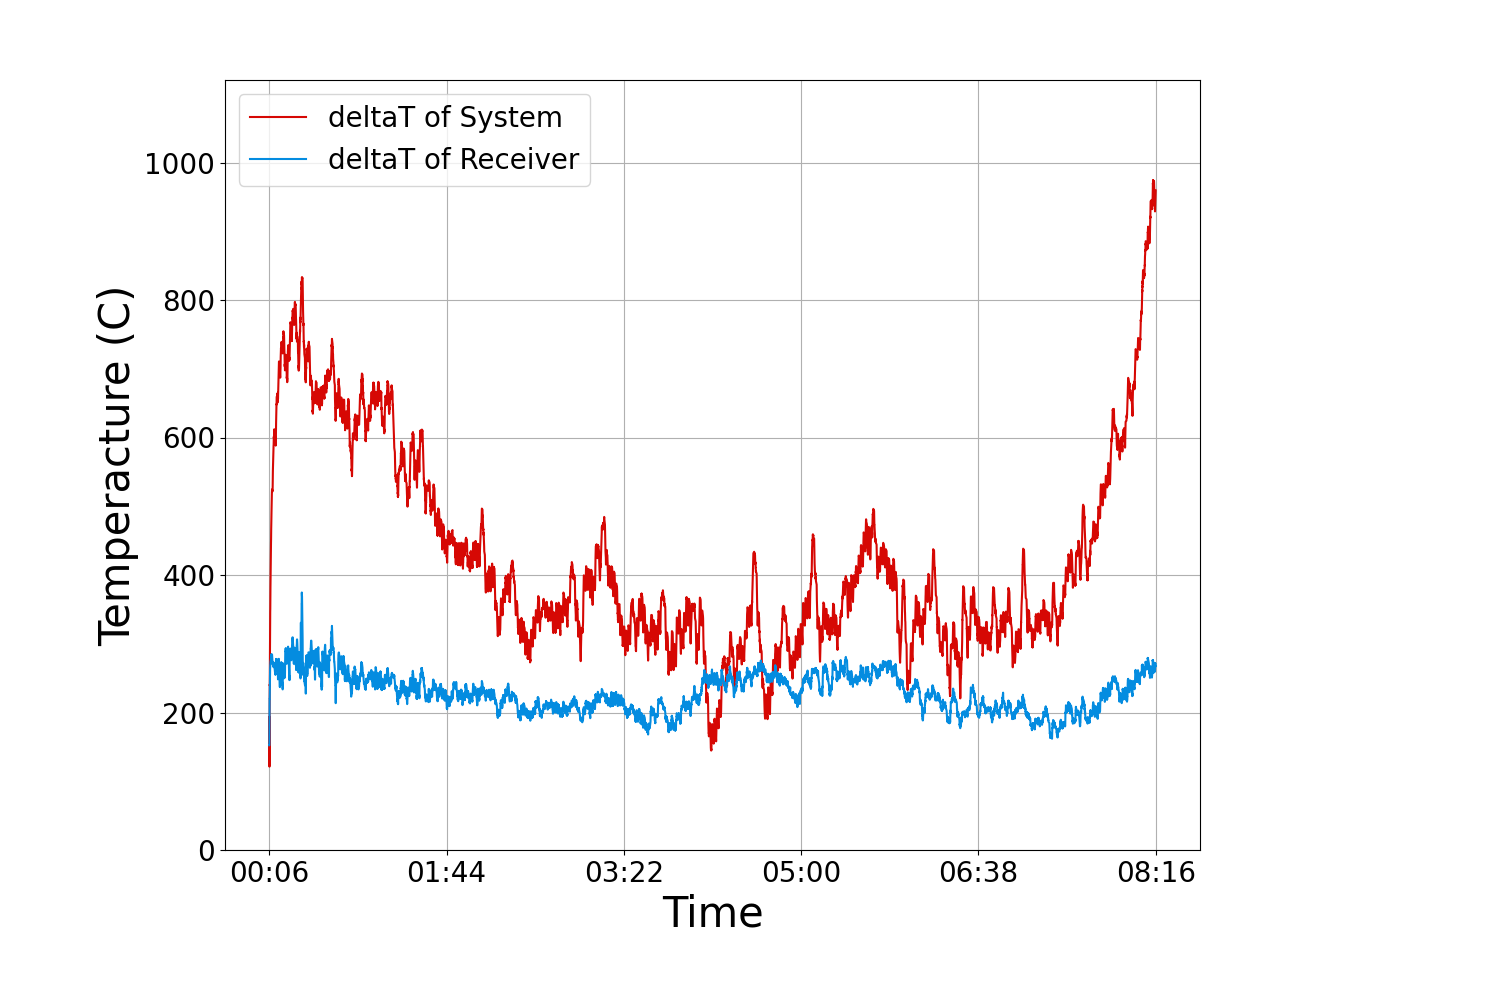 deltaT of System
deltaT of Receiver
1000
800
600
400
200
0
Temperacture (C)
00:06 01:44 03:22 05:00 06:38 08:16
Time